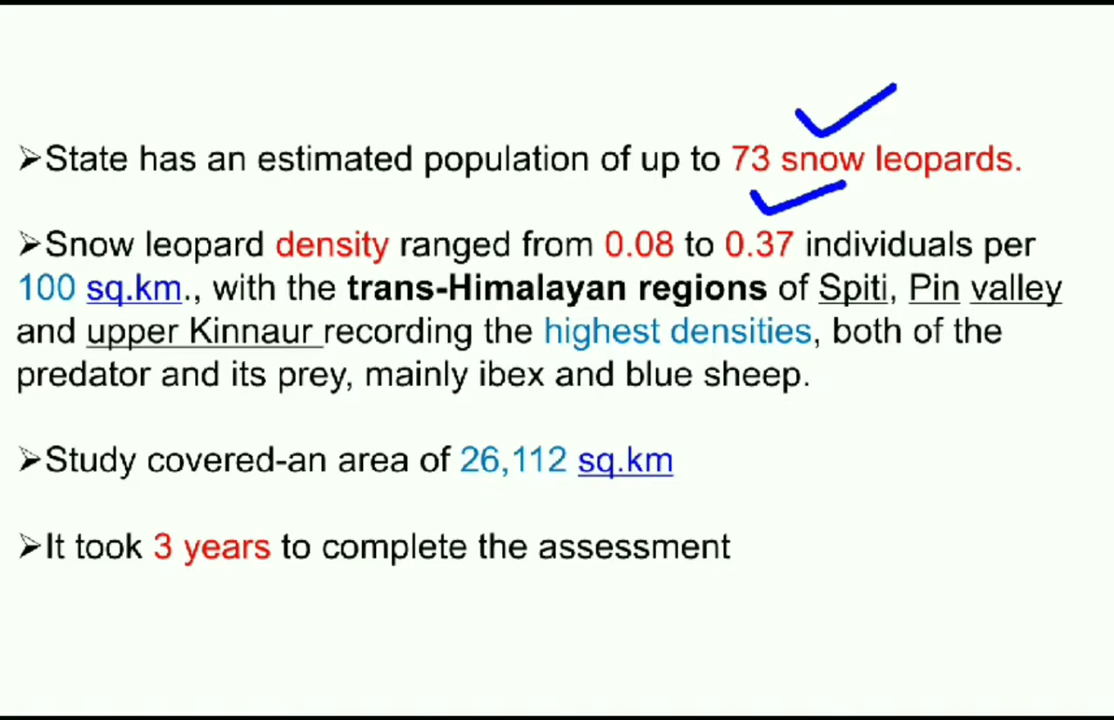 ➢State has an estimated population of up to 73 snow leopards.
➢Snow leopard density ranged from 0.08 to 0.37 individuals per
100 sq.km., with the trans-Himalayan regions of Spiti, Pin valley
and upper Kinnaur recording the highest densities, both of the
predator and its prey, mainly ibex and blue sheep.
➢Study covered-an area of 26,112 sq.km
➢It took 3 years to complete the assessment